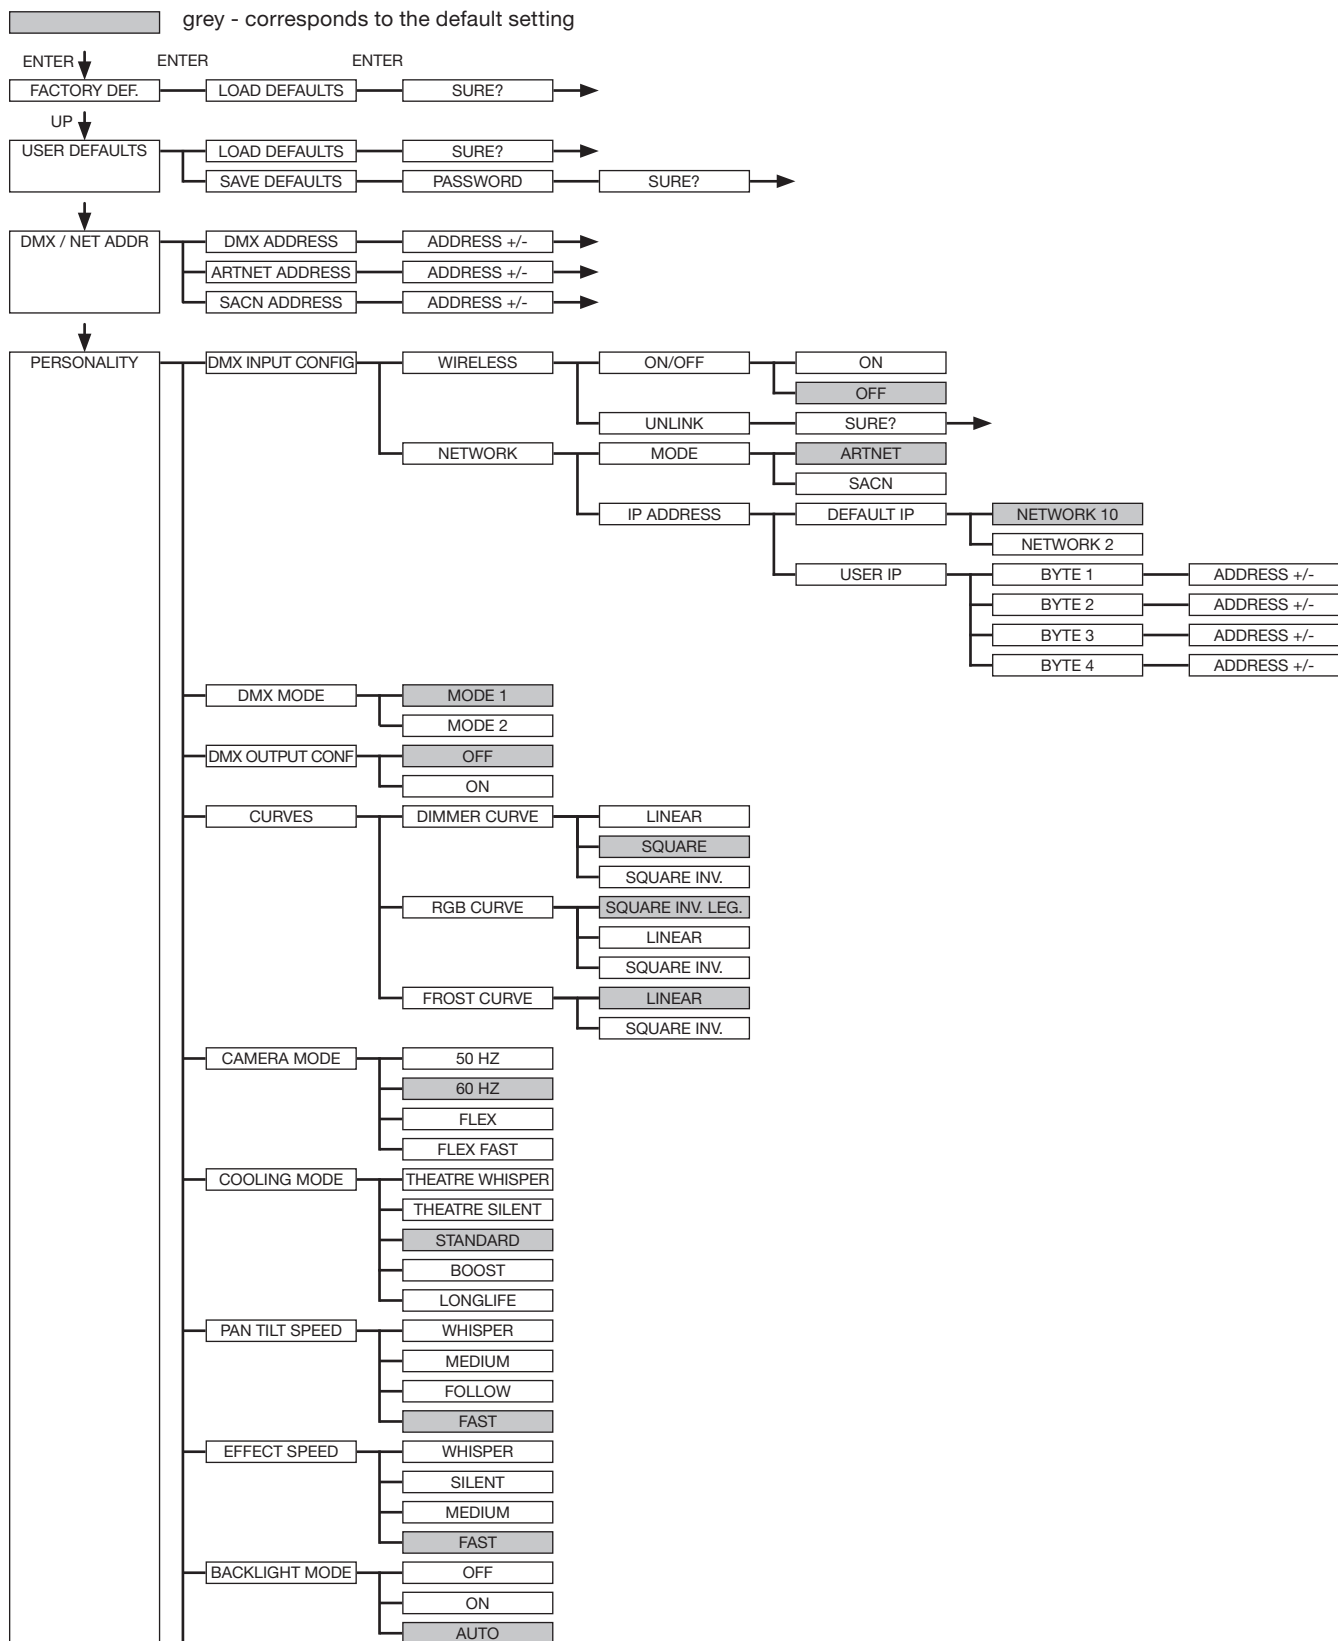 grey - corresponds to the default setting
ENTER ENTER ENTER
FACTORY DEF. LOAD DEFAULTS SURE?
UP
USER DEFAULTS LOAD DEFAULTS SURE?
SAVE DEFAULTS PASSWORD SURE?
DMX / NET ADDR DMX ADDRESS ADDRESS +/-
ARTNET ADDRESS ADDRESS +/-
SACN ADDRESS ADDRESS +/-
PERSONALITY DMX INPUT CONFIG WIRELESS ON/OFF ON
OFF
UNLINK SURE?
NETWORK MODE ARTNET
SACN
IP ADDRESS DEFAULT IP NETWORK 10
NETWORK 2
USER IP BYTE 1 ADDRESS +/-
BYTE 2 ADDRESS +/-
BYTE 3 ADDRESS +/-
BYTE 4 ADDRESS +/-
DMX MODE MODE 1
MODE 2
DMX OUTPUT CONF OFF
ON
CURVES DIMMER CURVE LINEAR
SQUARE
SQUARE INV.
RGB CURVE SQUARE INV. LEG.
LINEAR
SQUARE INV.
FROST CURVE LINEAR
SQUARE INV.
CAMERA MODE 50 HZ
60 HZ
FLEX
FLEX FAST
COOLING MODE THEATRE WHISPER
THEATRE SILENT
STANDARD
BOOST
LONGLIFE
PAN TILT SPEED WHISPER
MEDIUM
FOLLOW
FAST
EFFECT SPEED WHISPER
SILENT
MEDIUM
FAST
BACKLIGHT MODE OFF
ON
AUTO